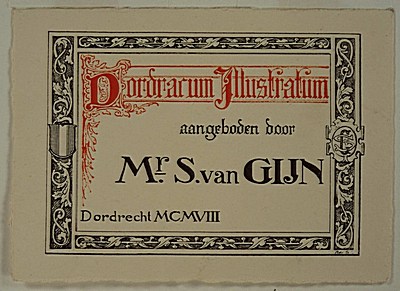 Dordracum Illustratum
aangeboden door
Mr. S. van GIJN
Dordrecht MCMVIII